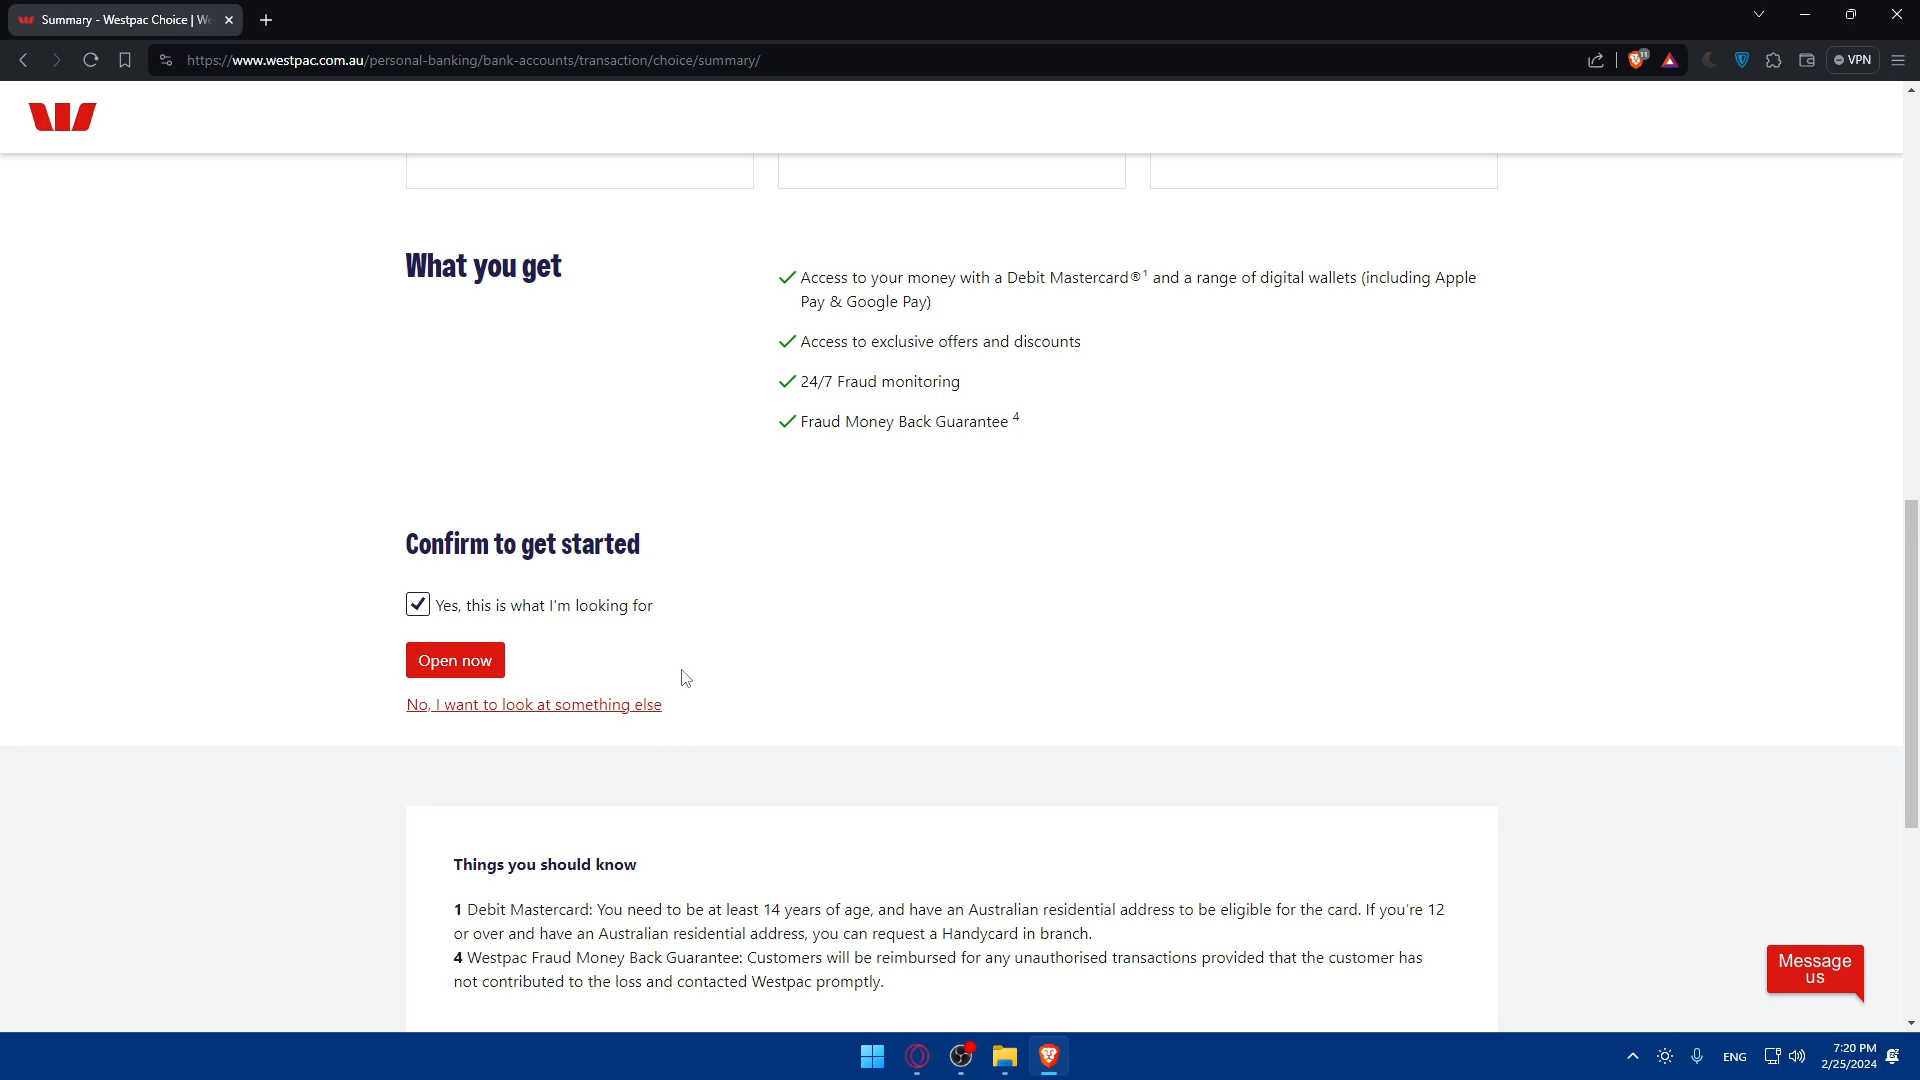 Summary - Westpac Choice | We
https://www.westpac.com.au/personal-banking/bank-accounts/transaction/choice/summary/
11
VPN
What you get
Access to your money with a Debit Mastercard®1 and a range of digital wallets (including Apple
Pay & Google Pay)
Access to exclusive offers and discounts
24/7 Fraud monitoring
Fraud Money Back Guarantee 4
Confirm to get started
Yes, this is what I'm looking for
Open now
No, I want to look at something else
Things you should know
1 Debit Mastercard: You need to be at least 14 years of age, and have an Australian residential address to be eligible for the card. If you're 12
or over and have an Australian residential address, you can request a Handycard in branch.
4 Westpac Fraud Money Back Guarantee: Customers will be reimbursed for any unauthorised transactions provided that the customer has
not contributed to the loss and contacted Westpac promptly.
Message
us
ENG
7:20 PM
2/25/2024